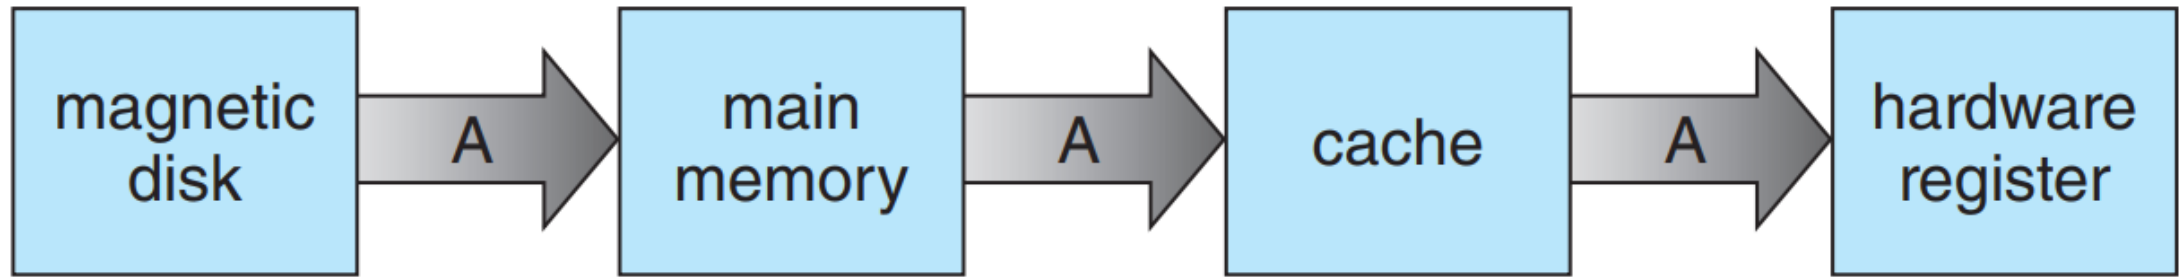 magnetic
disk
A
main
memory
A
cache
A
hardware
register